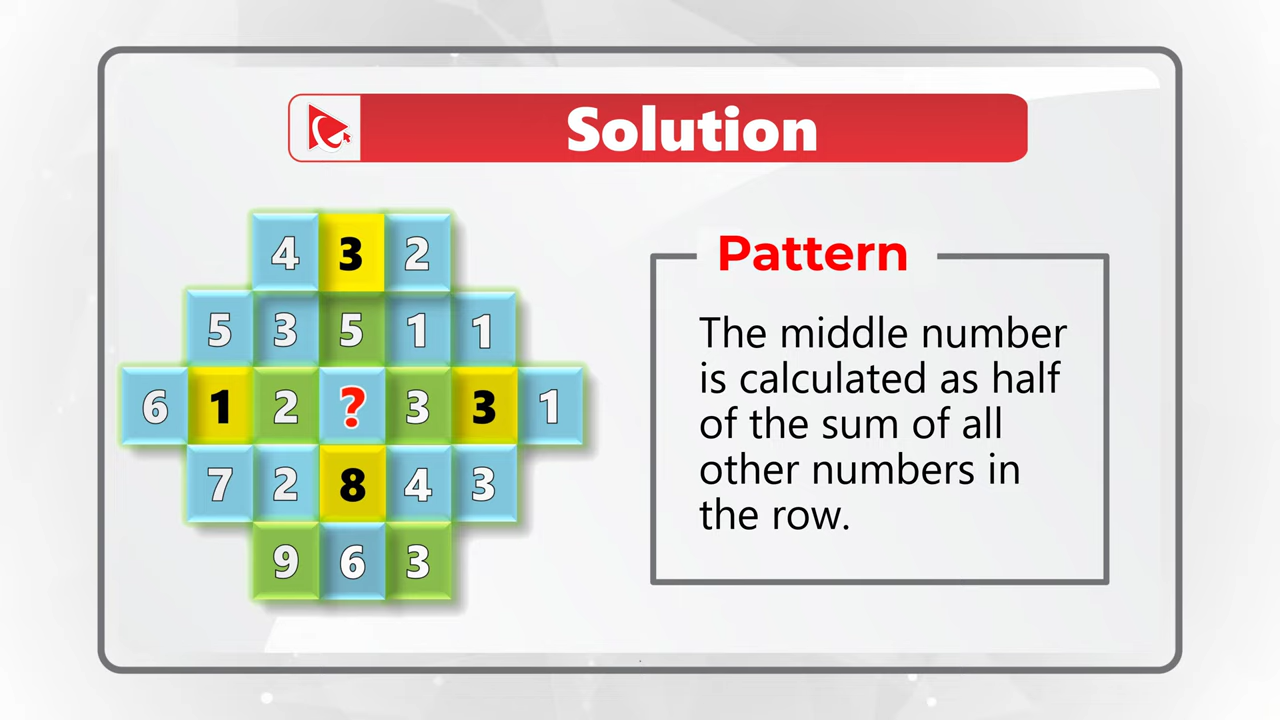 Solution
4 3 2
5 3 5 1 1
6 1 2 ? 3 3 1
7 2 8 4 3
9 6 3
Pattern
The middle number
is calculated as half
of the sum of all
other numbers in
the row.